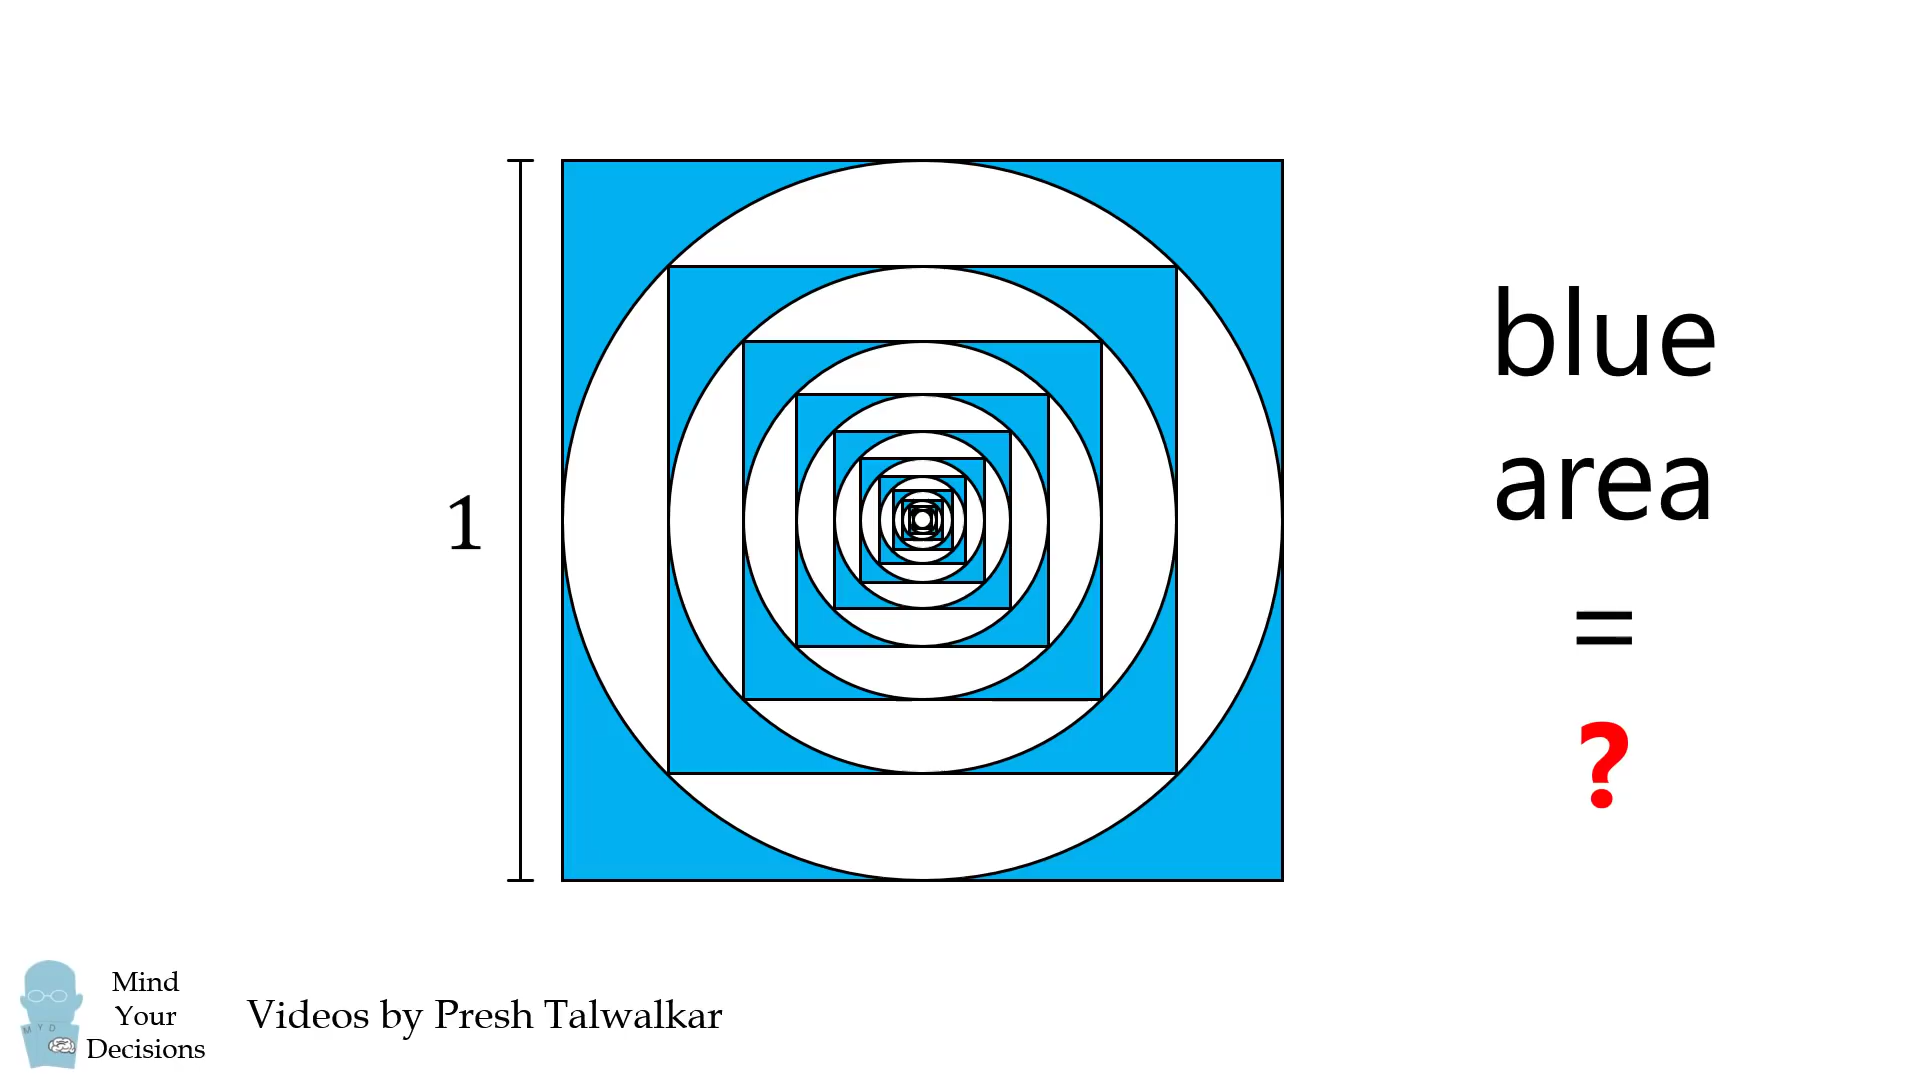 1
blue
area
=
?
Mind
Your
Decisions
M Y D
Videos by Presh Talwalkar